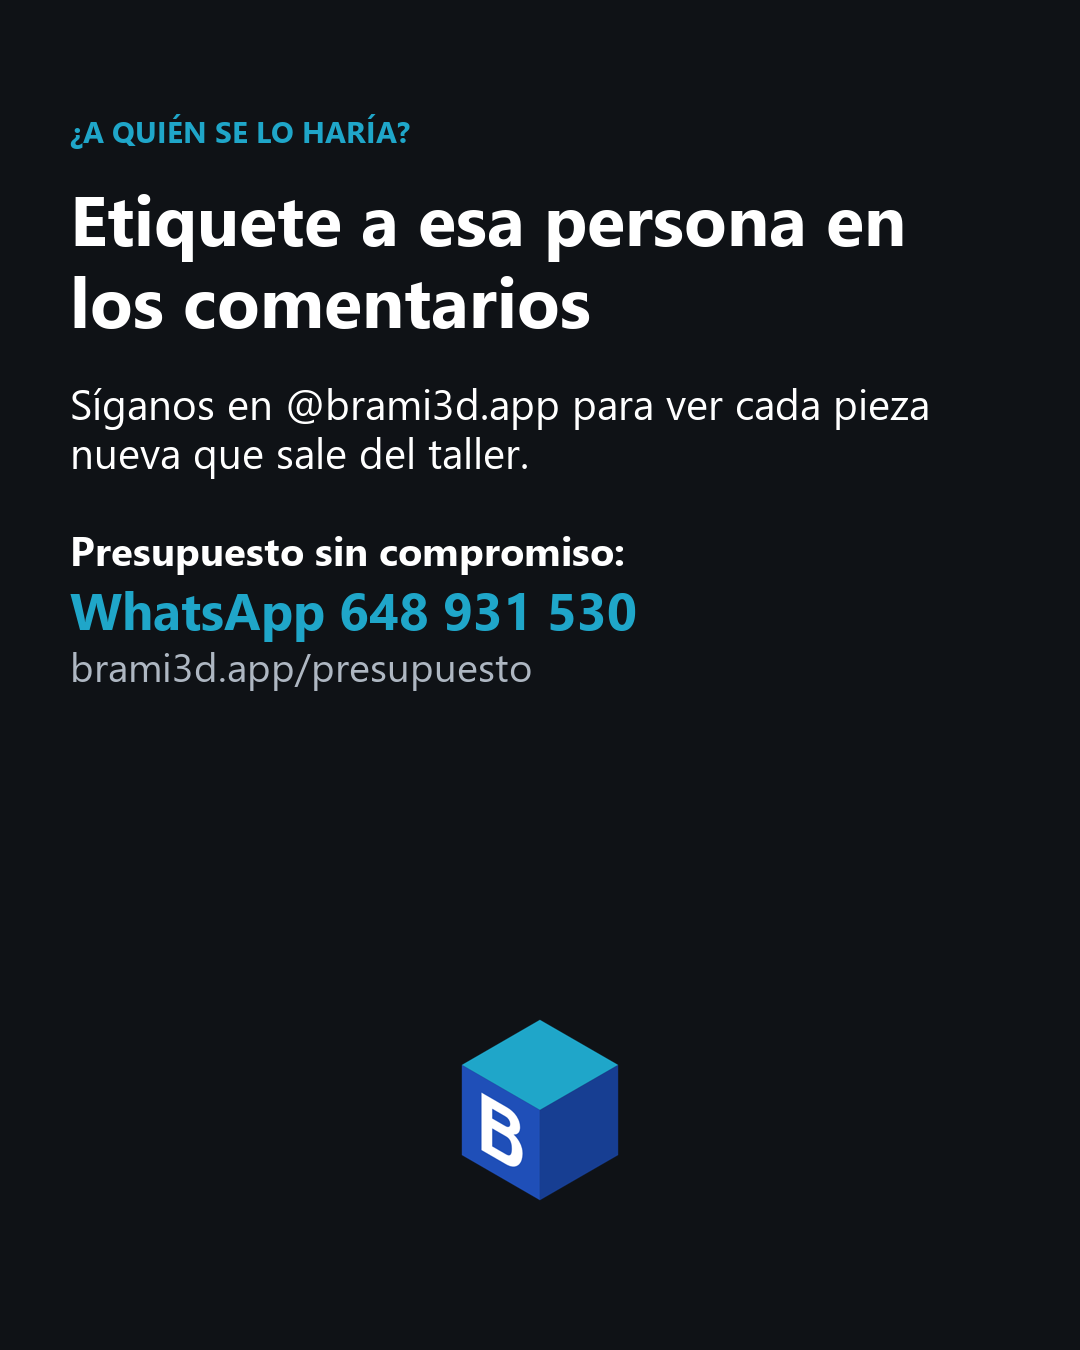 ¿A QUIÉN SE LO HARÍA?
Etiquete a esa persona en
los comentarios
Síganos en @brami3d.app para ver cada pieza
nueva que sale del taller.
Presupuesto sin compromiso:
WhatsApp 648 931 530
brami3d.app/presupuesto
B